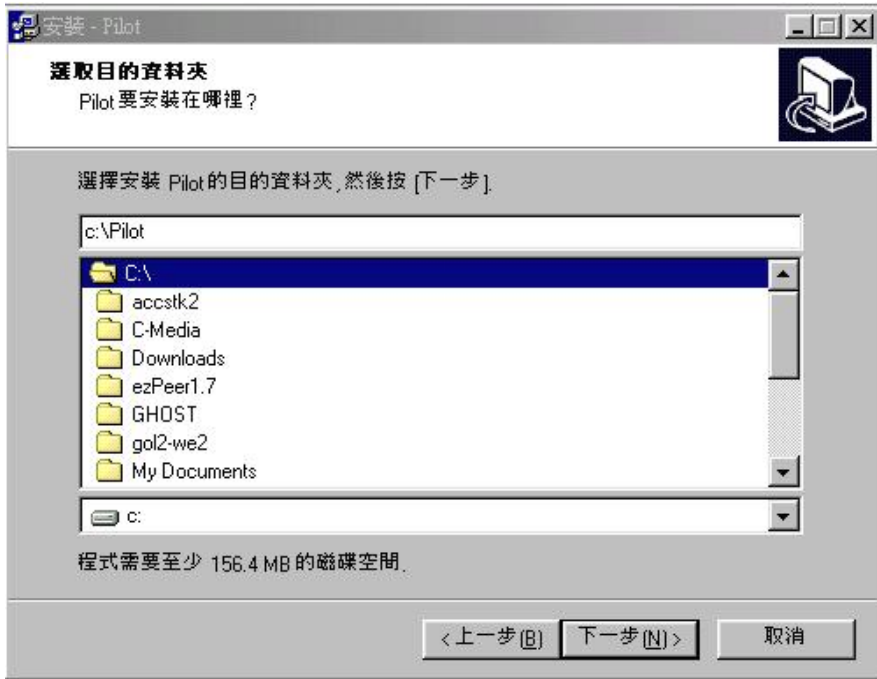 安裝 - Pilot
選取目的資料夾
Pilot 要安裝在哪裡？
選擇安裝 Pilot 的目的資料夾,然後按 [下一步].
c:\Pilot
C:\
accstk2
C-Media
Downloads
ezPeer1.7
GHOST
gol2-we2
My Documents
c:
程式需要至少 156.4 MB 的磁碟空間.
<上一步(B) 下一步(N)> 取消